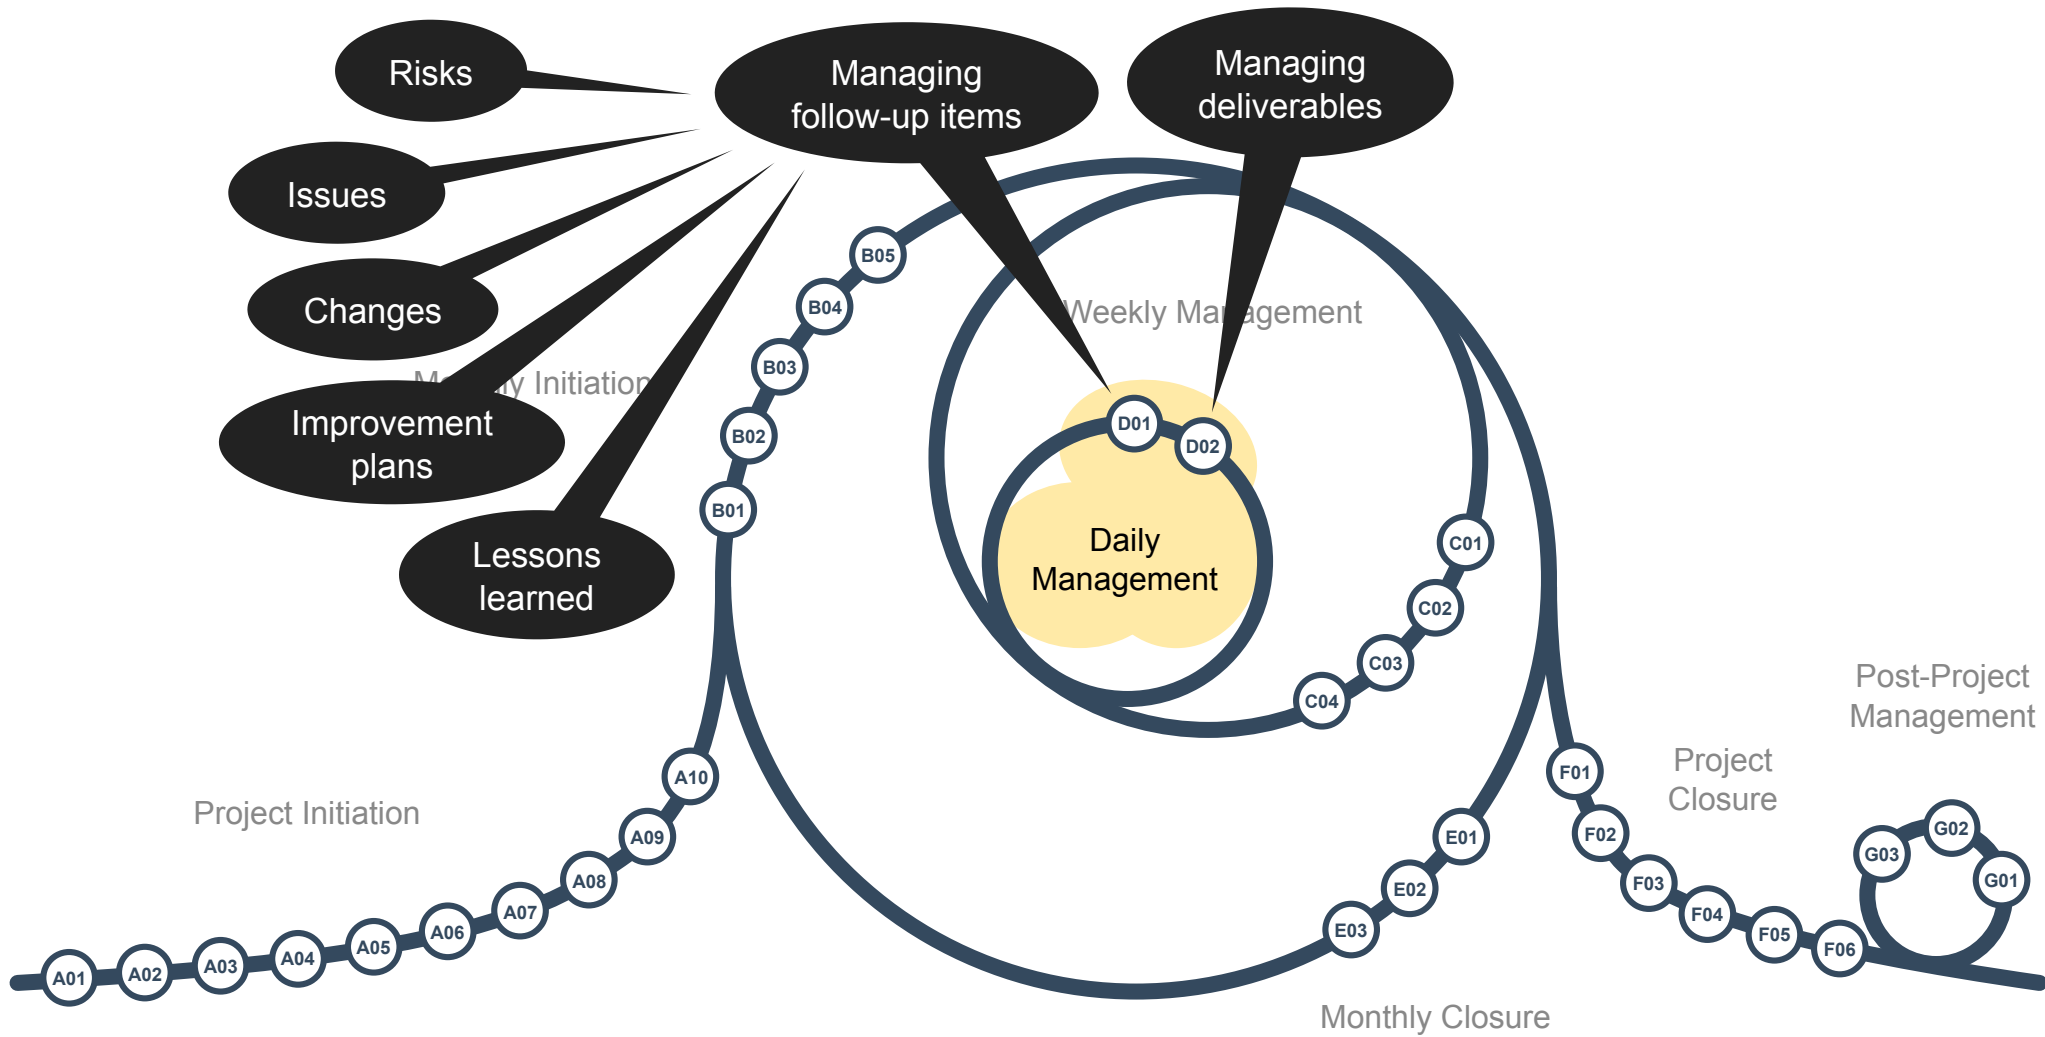 Risks
Managing
follow-up items
Managing
deliverables
Issues
Changes
Improvement
plans
Lessons
learned
Initiation
Weekly Management
Daily
Management
Project Initiation
Monthly Closure
Project
Closure
Post-Project
Management
A01
A02
A03
A04
A05
A06
A07
A08
A09
A10
B01
B02
B03
B04
B05
C01
C02
C03
C04
D01
D02
E01
E02
E03
F01
F02
F03
F04
F05
F06
G01
G02
G03